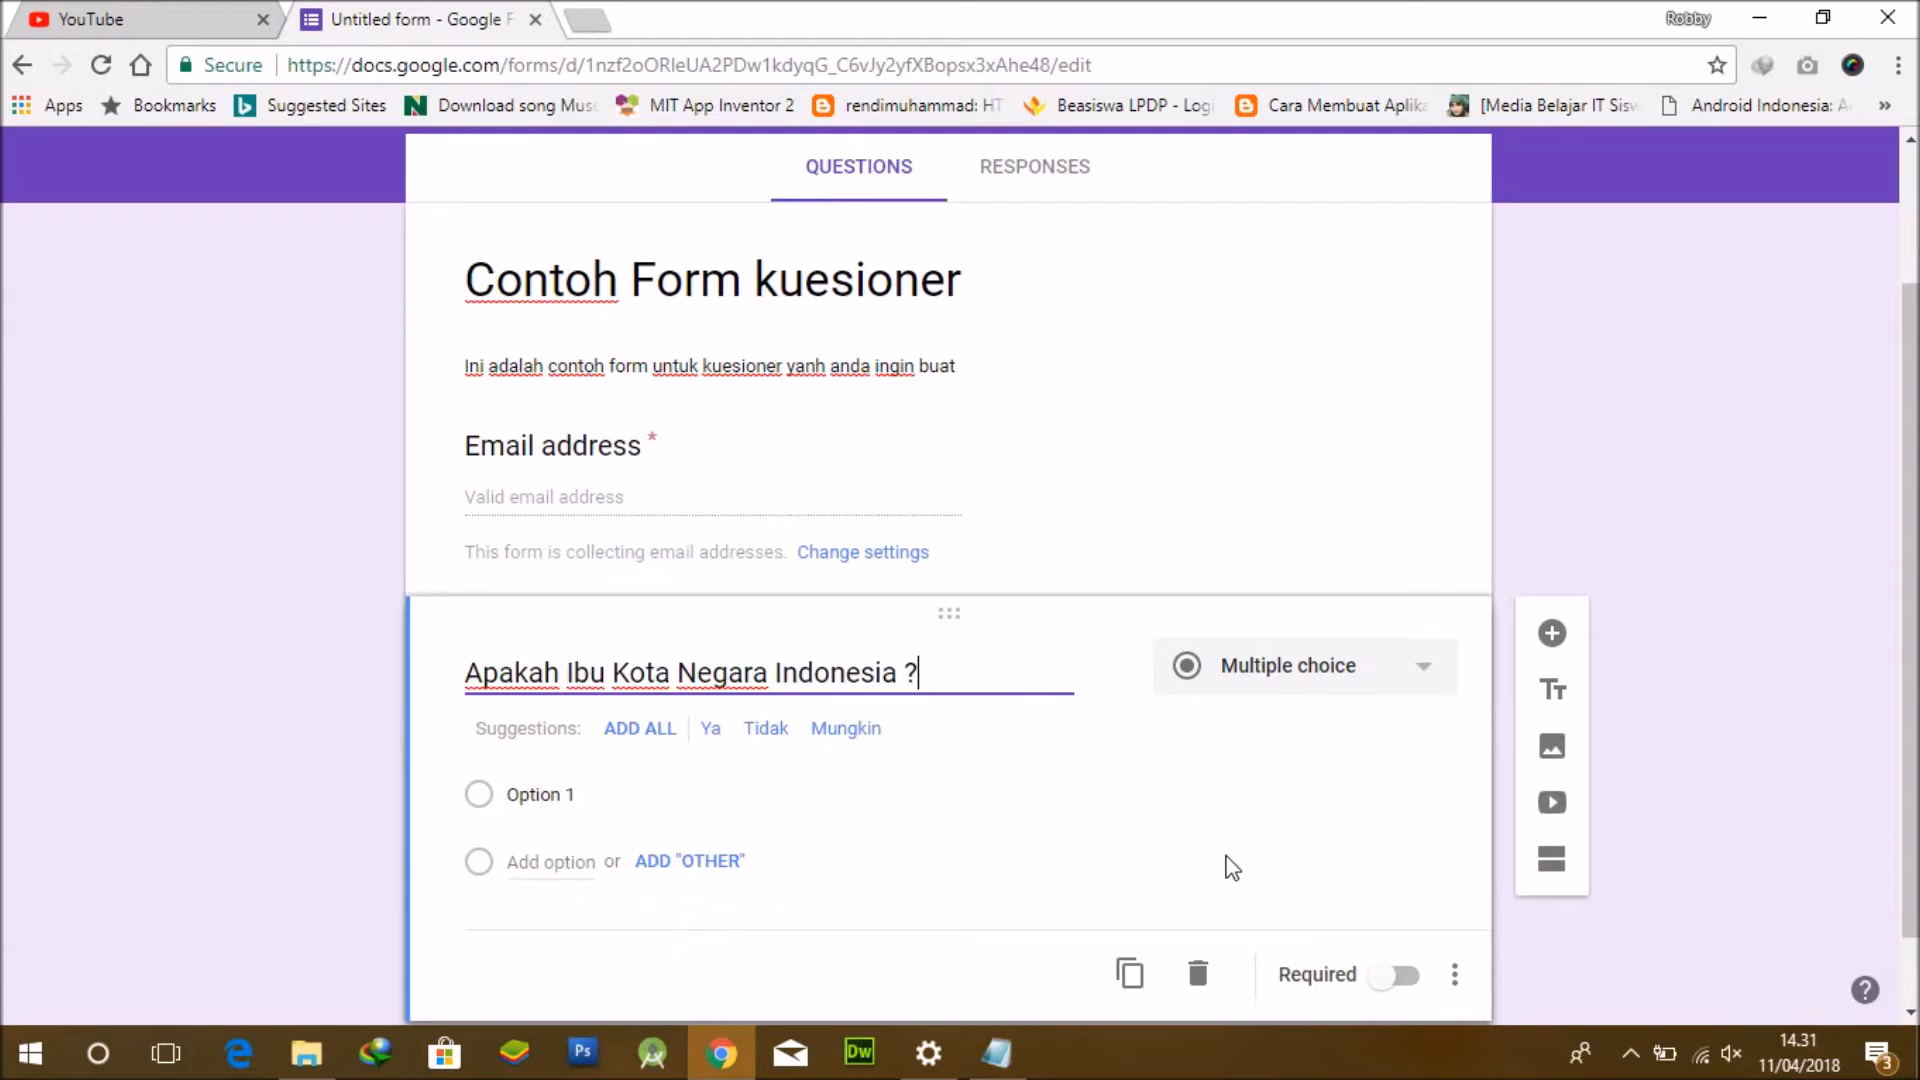 YouTube
Untitled form - Google F
Robby
Secure
https://docs.google.com/forms/d/1nzf2oORleUA2PDw1kdyqG_C6vJy2yfXBopsx3xAhe48/edit
Apps
Bookmarks
Suggested Sites
Download song Mus
MIT App Inventor 2
rendimuhammad: HT
Beasiswa LPDP - Logi
Cara Membuat Aplik
[Media Belajar IT Sis
Android Indonesia: A
QUESTIONS
RESPONSES
Contoh Form kuesioner
Ini adalah contoh form untuk kuesioner yanh anda ingin buat
Email address *
Valid email address
This form is collecting email addresses. Change settings
Apakah Ibu Kota Negara Indonesia ?
Multiple choice
Suggestions: ADD ALL Ya Tidak Mungkin
Option 1
Add option or ADD "OTHER"
Required
Ps
Dw
14.31
11/04/2018
3